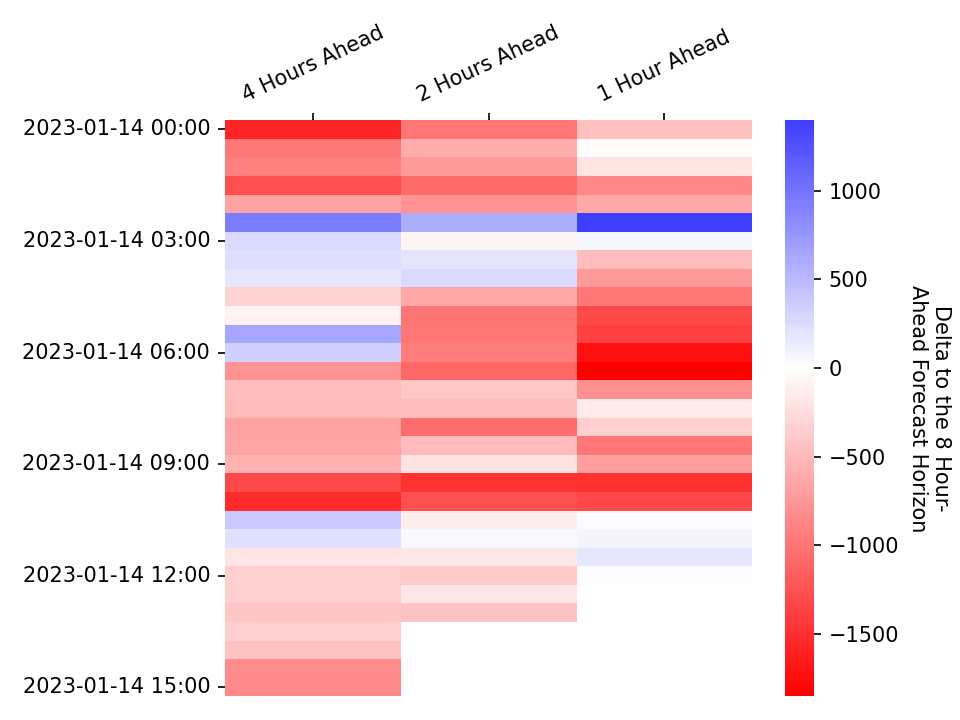 4 Hours Ahead
2 Hours Ahead
1 Hour Ahead
2023-01-14 00:00
2023-01-14 03:00
2023-01-14 06:00
2023-01-14 09:00
2023-01-14 12:00
2023-01-14 15:00
1000
500
0
−500
−1000
−1500
Delta to the 8 Hour-
Ahead Forecast Horizon